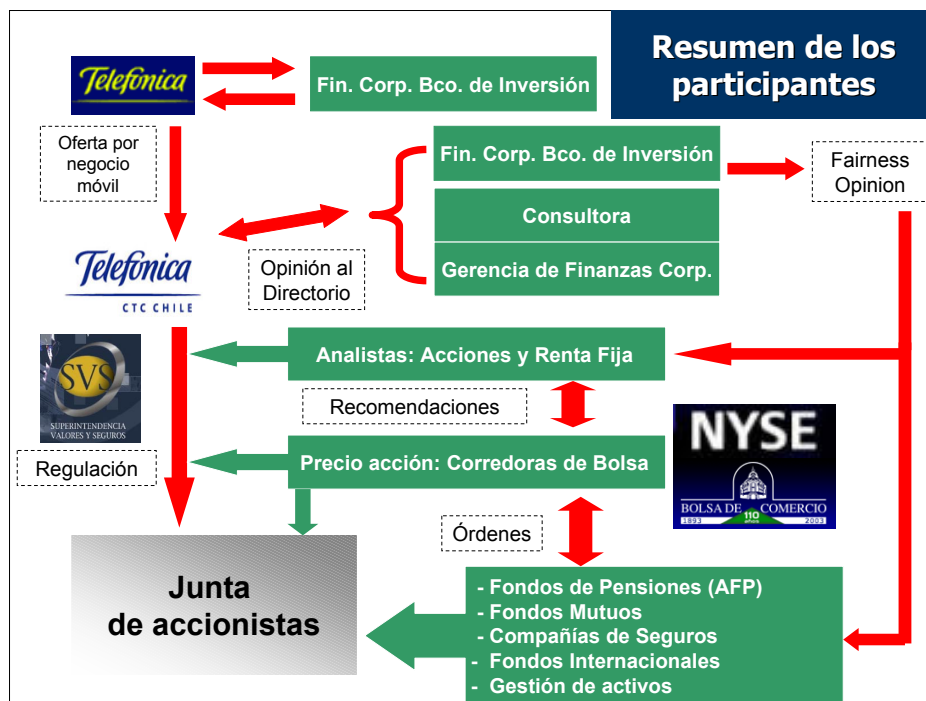 Resumen de los
participantes
Telefónica
Fin. Corp. Bco. de Inversión
Oferta por
negocio
móvil
Fin. Corp. Bco. de Inversión
Consultora
Gerencia de Finanzas Corp.
Fairness
Opinion
Telefónica
CTC CHILE
Opinión al
Directorio
SVS
SUPERINTENDENCIA
VALORES Y SEGUROS
Analistas: Acciones y Renta Fija
Recomendaciones
Regulación
Precio acción: Corredoras de Bolsa
NYSE
BOLSA DE COMERCIO
1893 110 años 2003
Órdenes
Junta
de accionistas
- Fondos de Pensiones (AFP)
- Fondos Mutuos
- Compañías de Seguros
- Fondos Internacionales
- Gestión de activos